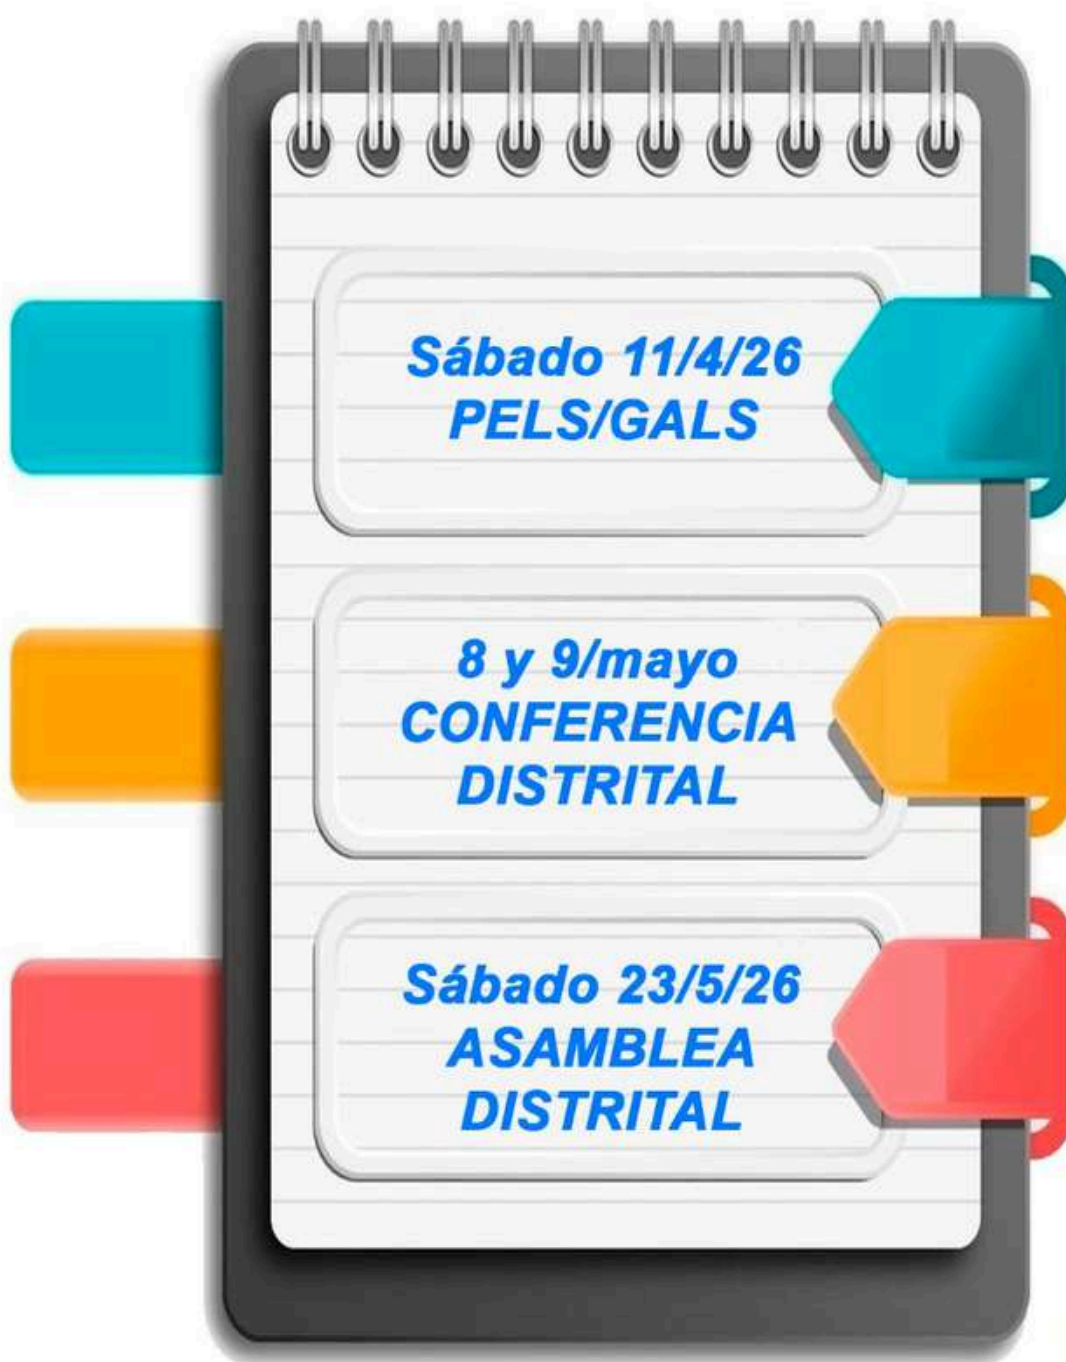 Sábado 11/4/26
PELS/GALS
8 y 9/mayo
CONFERENCIA
DISTRITAL
Sábado 23/5/26
ASAMBLEA
DISTRITAL